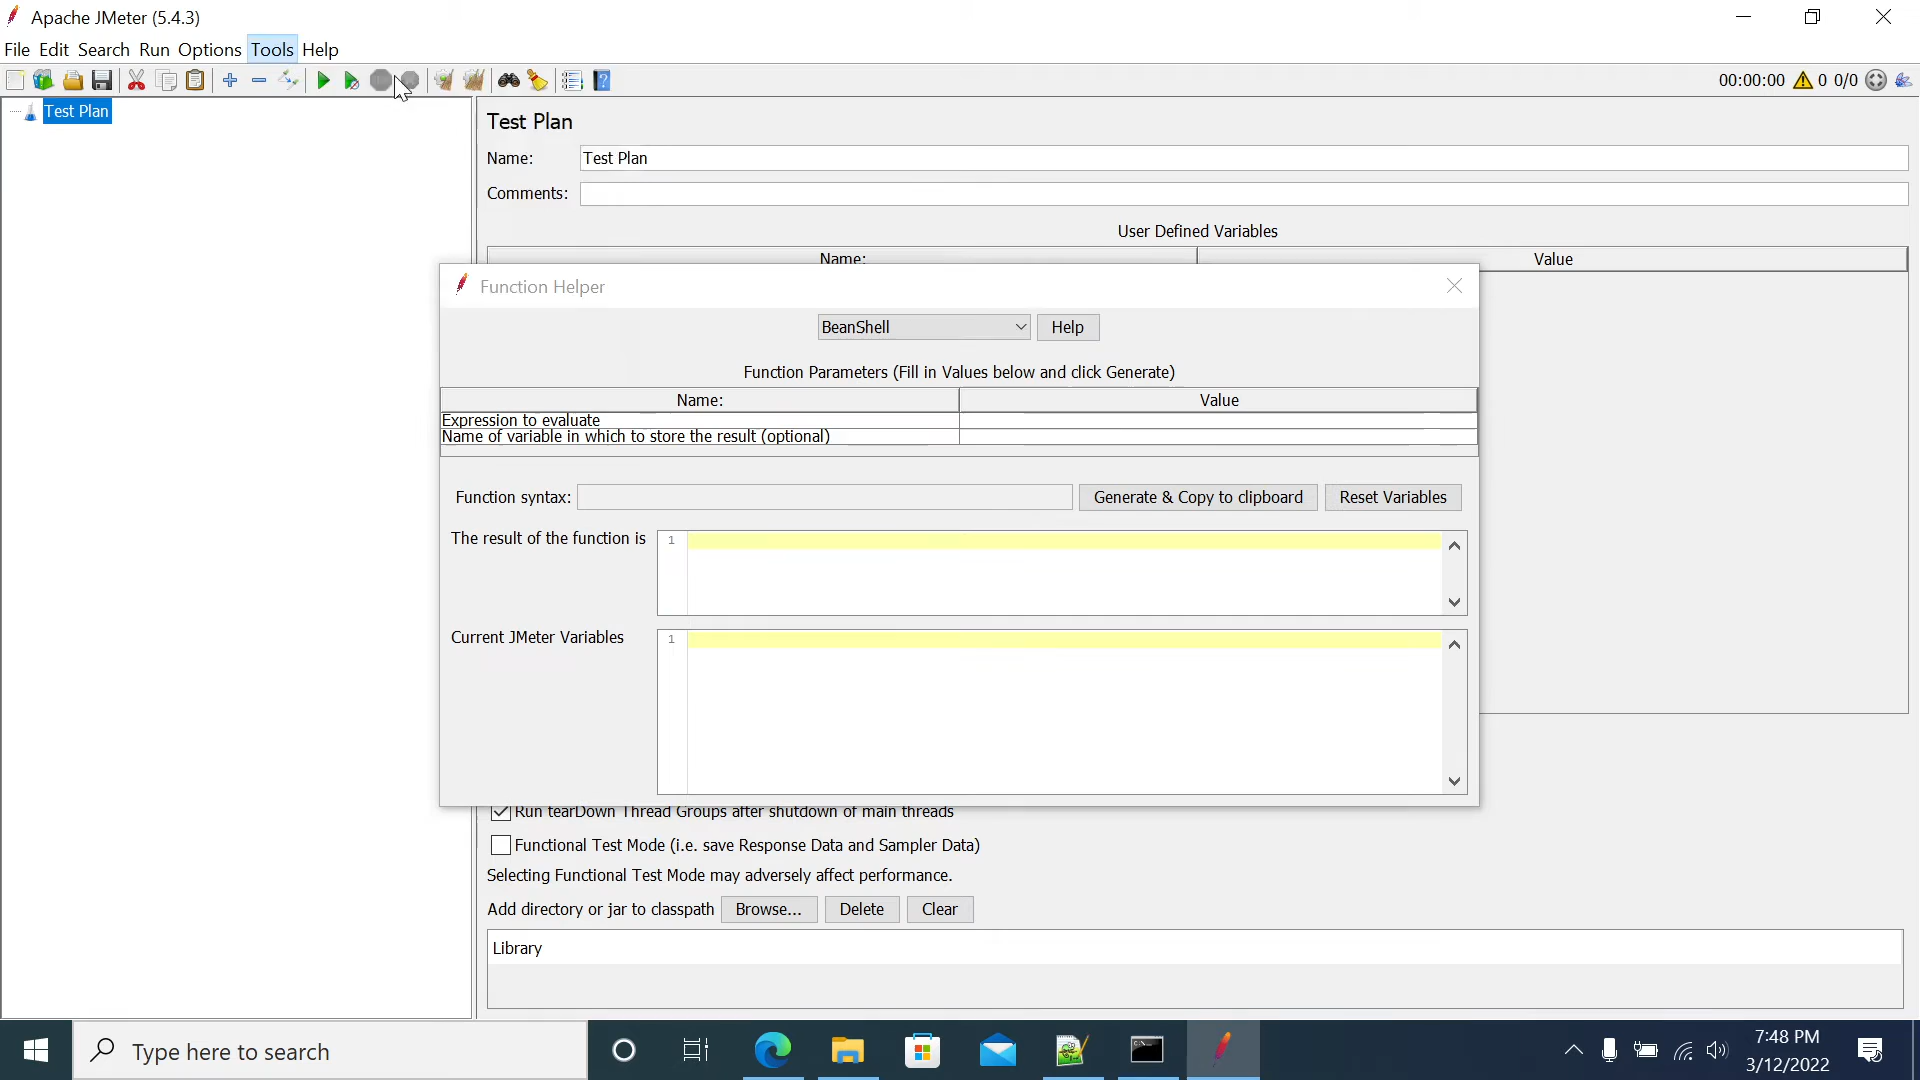 Apache JMeter (5.4.3)
File Edit Search Run Options Tools Help
00:00:00 0 0/0
Test Plan
Test Plan
Name: Test Plan
Comments:
User Defined Variables
Name: Value
Function Helper
BeanShell Help
Function Parameters (Fill in Values below and click Generate)
Name: Value
Expression to evaluate
Name of variable in which to store the result (optional)
Function syntax: Generate & Copy to clipboard Reset Variables
The result of the function is 1
Current JMeter Variables 1
Run tearDown Thread Groups after shutdown of main threads
Functional Test Mode (i.e. save Response Data and Sampler Data)
Selecting Functional Test Mode may adversely affect performance.
Add directory or jar to classpath Browse... Delete Clear
Library
Type here to search
7:48 PM
3/12/2022